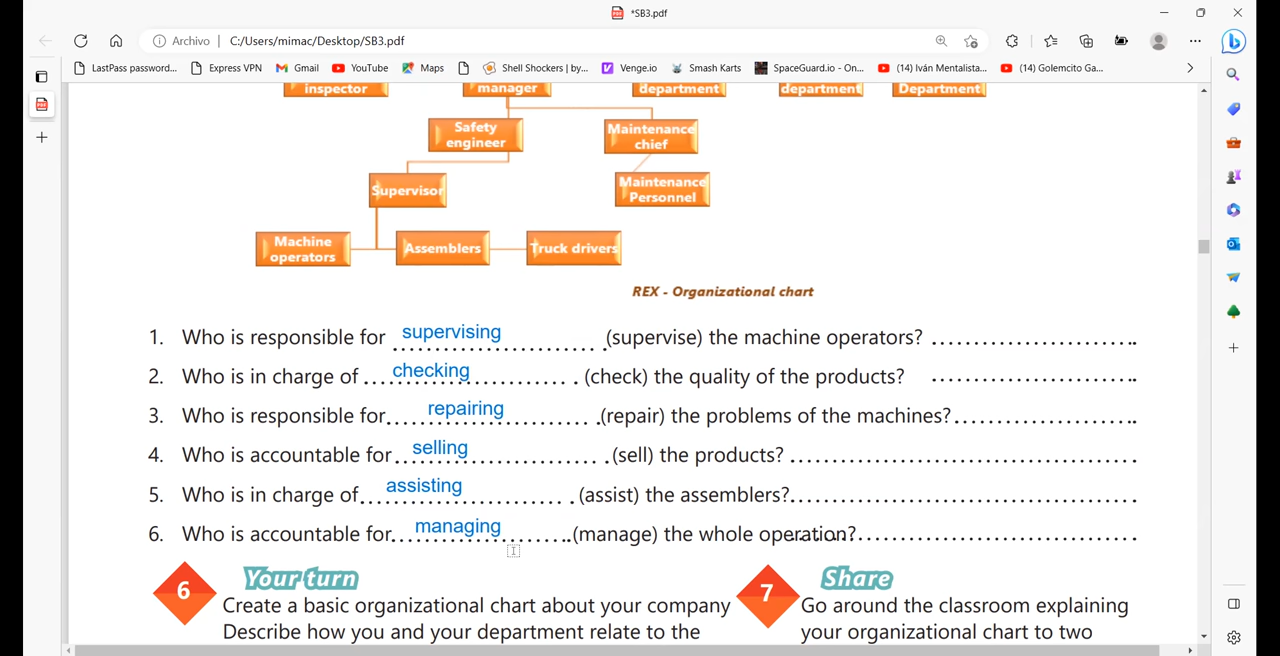 *SB3.pdf
Archivo | C:/Users/mimac/Desktop/SB3.pdf
LastPass password... Express VPN Gmail YouTube Maps Shell Shockers | by... Venge.io Smash Karts SpaceGuard.io - On... (14) Iván Mentalista... (14) Golemcito Ga...
inspector manager department department Department
Safety engineer
Maintenance chief
Supervisor
Maintenance Personnel
Machine operators
Assemblers
Truck drivers
REX - Organizational chart
1. Who is responsible for supervising (supervise) the machine operators? ..............................
2. Who is in charge of checking (check) the quality of the products? ..............................
3. Who is responsible for repairing (repair) the problems of the machines? ..............................
4. Who is accountable for selling (sell) the products? ..............................
5. Who is in charge of assisting (assist) the assemblers? ..............................
6. Who is accountable for managing (manage) the whole operation? ..............................
6 Your turn
Create a basic organizational chart about your company
Describe how you and your department relate to the
7 Share
Go around the classroom explaining
your organizational chart to two